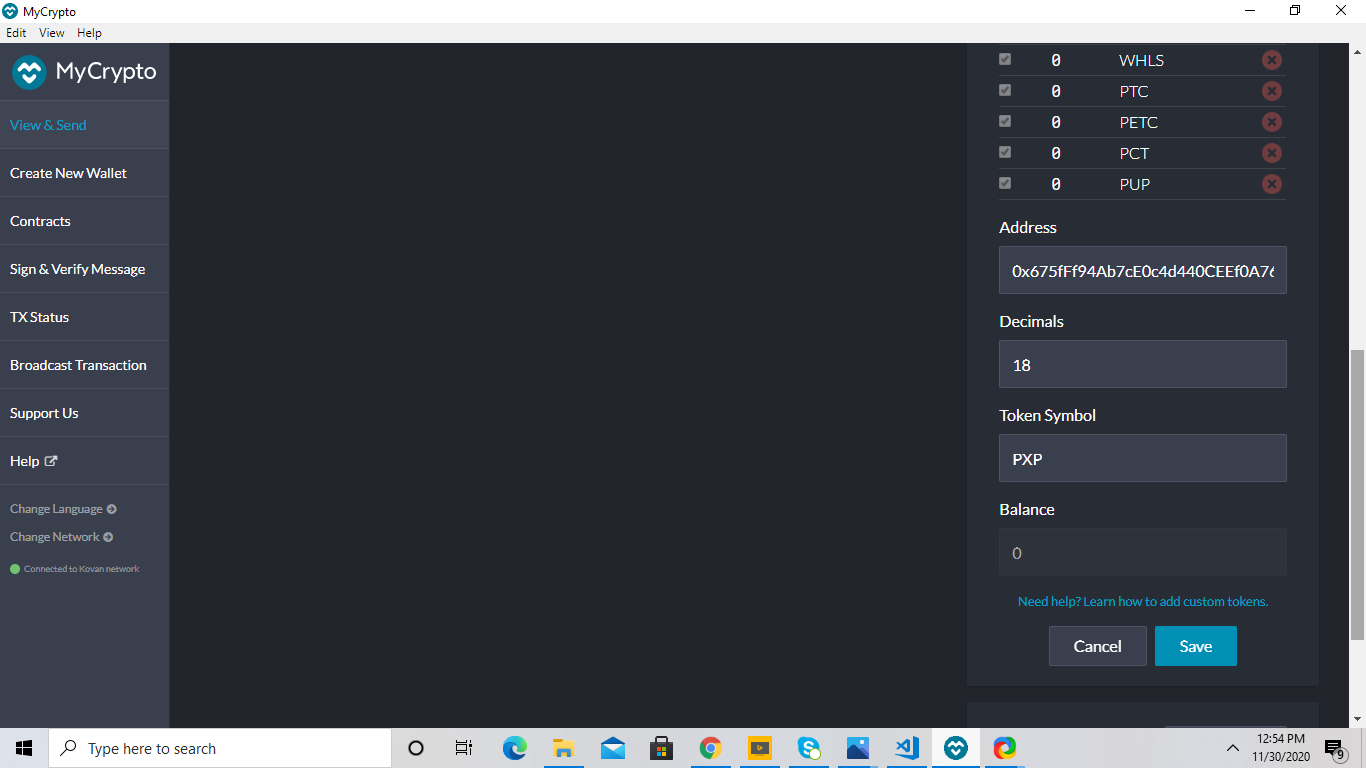 MyCrypto
Edit View Help
MyCrypto
View & Send
Create New Wallet
Contracts
Sign & Verify Message
TX Status
Broadcast Transaction
Support Us
Help
Change Language
Change Network
Connected to Kovan network
0 WHLS
0 PTC
0 PETC
0 PCT
0 PUP
Address
0x675fFf94Ab7cE0c4d440CEEf0A76
Decimals
18
Token Symbol
PXP
Balance
0
Need help? Learn how to add custom tokens.
Cancel Save
Type here to search
12:54 PM
11/30/2020
9